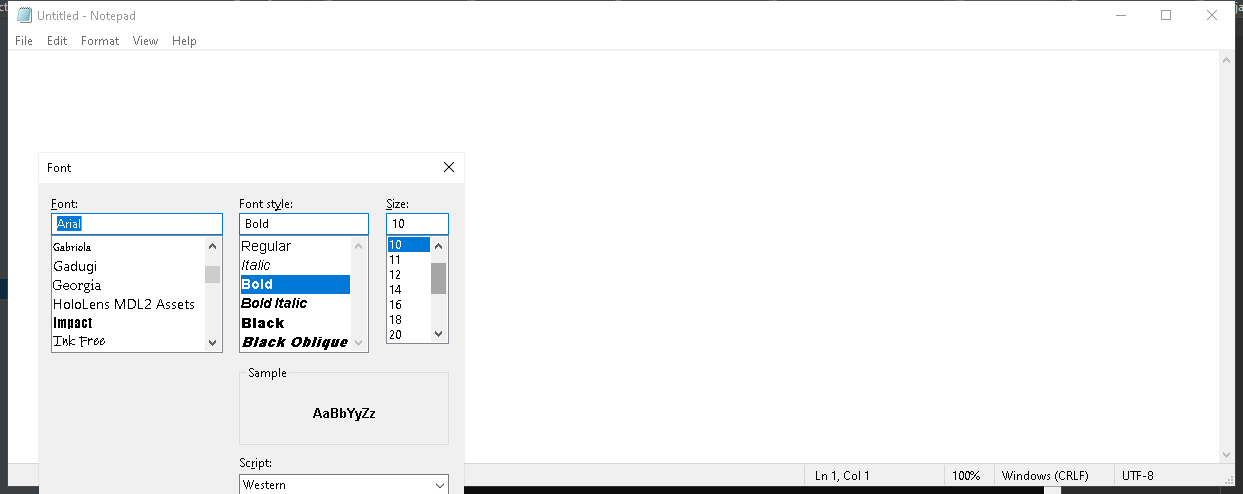 Untitled - Notepad
File Edit Format View Help
Font
Font: Font style: Size:
Arial Bold 10
Gabriola Regular 10
Gadugi Italic 11
Georgia Bold 12
HoloLens MDL2 Assets Bold Italic 14
Impact Black 16
Ink Free Black Oblique 18
20
Sample
AaBbYyZz
Script:
Western
Ln 1, Col 1 100% Windows (CRLF) UTF-8